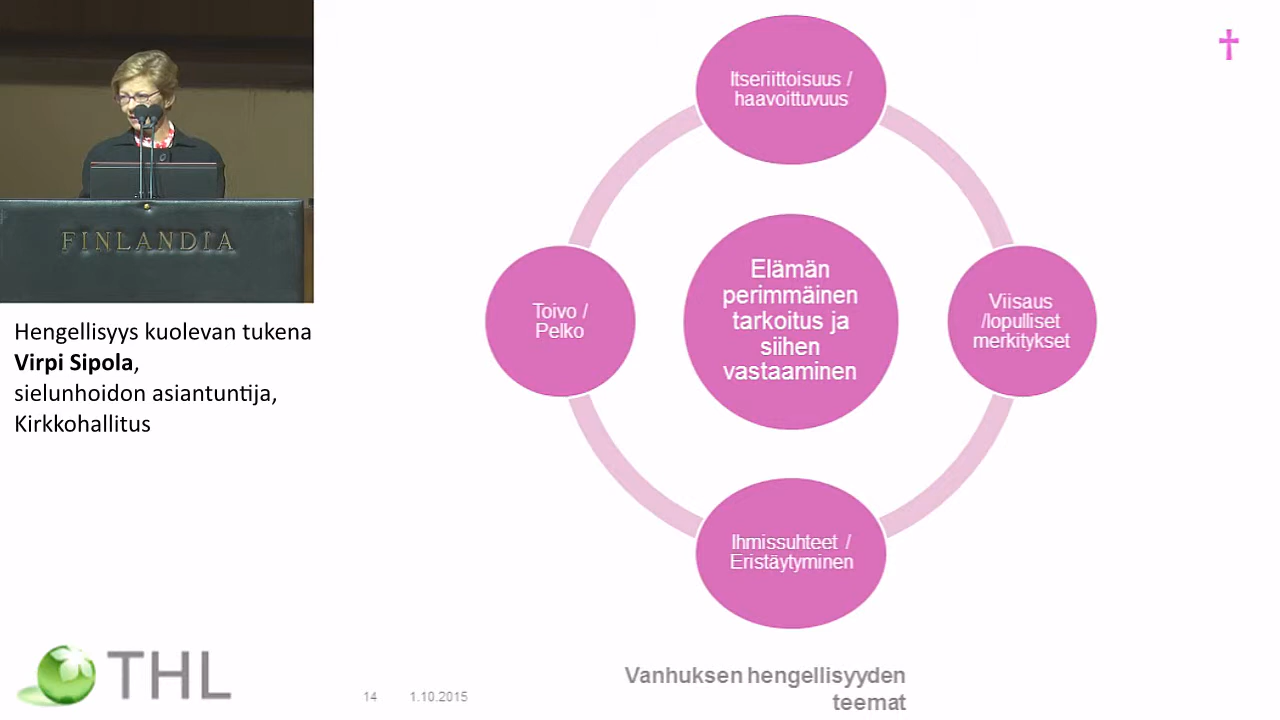 FINLANDIA
Hengellisyys kuolevan tukena
Virpi Sipola,
sielunhoidon asiantuntija,
Kirkkohallitus
Itseriittoisuus /
haavoittuvuus
Toivo /
Pelko
Elämän
perimmäinen
tarkoitus ja
siihen
vastaaminen
Viisaus
/lopulliset
merkitykset
Ihmissuhteet /
Eristäytyminen
THL
14 1.10.2015
Vanhuksen hengellisyyden
teemat